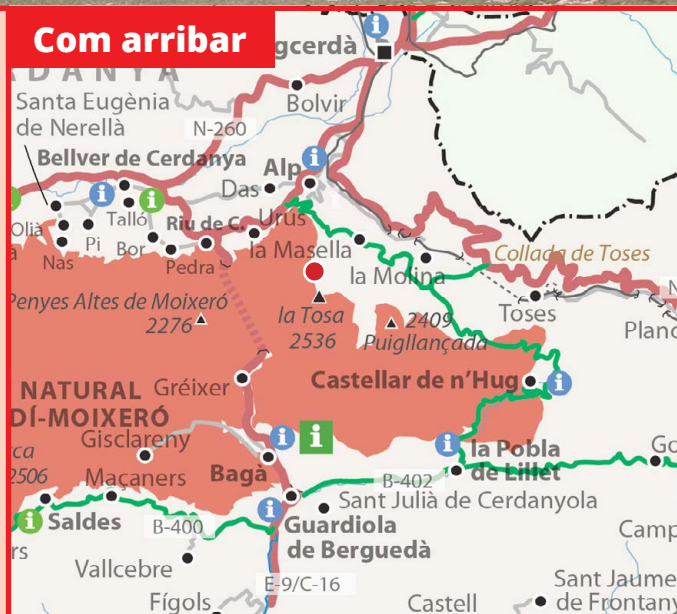 Com arribar
gcerdà
DANYA
Santa Eugènia
de Nerellà
Bolvir
N-260
Bellver de Cerdanya
Alp
Das
Olià
Talló
Riu de C.
Urús
Pi
Bor
la Masella
Collada de Toses
Nas
Pedra
la Molina
Penyes Altes de Moixeró
2276
la Tosa
2536
2409
Puigllançada
Toses
Plano
NATURAL
DÍ-MOIXERÓ
Gréixer
Castellar de n'Hug
Gisclareny
ca
2506
Maçaners
Bagà
la Pobla
de Lillet
Go
B-402
Sant Julià de Cerdanyola
Saldes
B-400
Guardiola
de Berguedà
Camp
rs
Vallcebre
E-9/C-16
Fígols
Castell
Sant Jaume
de Frontany